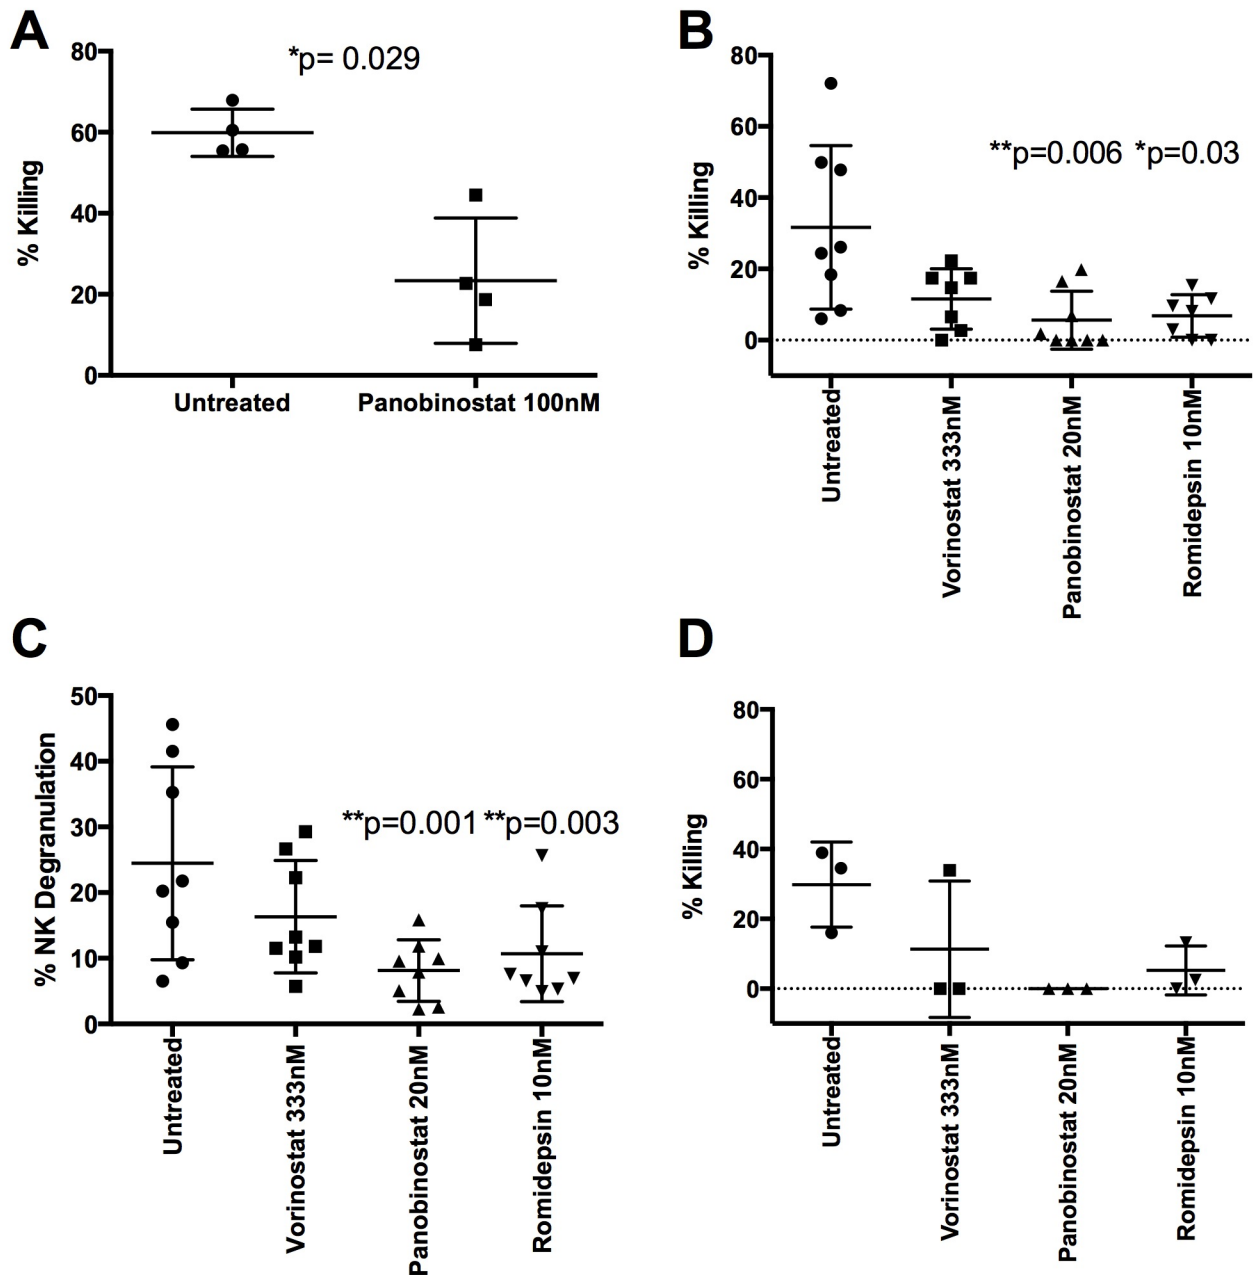 A
% Killing
80
60
40
20
0
*p= 0.029
Untreated
Panobinostat 100nM
B
% Killing
80
60
40
20
0
**p=0.006 *p=0.03
Untreated
Vorinostat 333nM
Panobinostat 20nM
Romidepsin 10nM
C
% NK Degranulation
50
40
30
20
10
0
**p=0.001 **p=0.003
Untreated
Vorinostat 333nM
Panobinostat 20nM
Romidepsin 10nM
D
% Killing
80
60
40
20
0
Untreated
Vorinostat 333nM
Panobinostat 20nM
Romidepsin 10nM